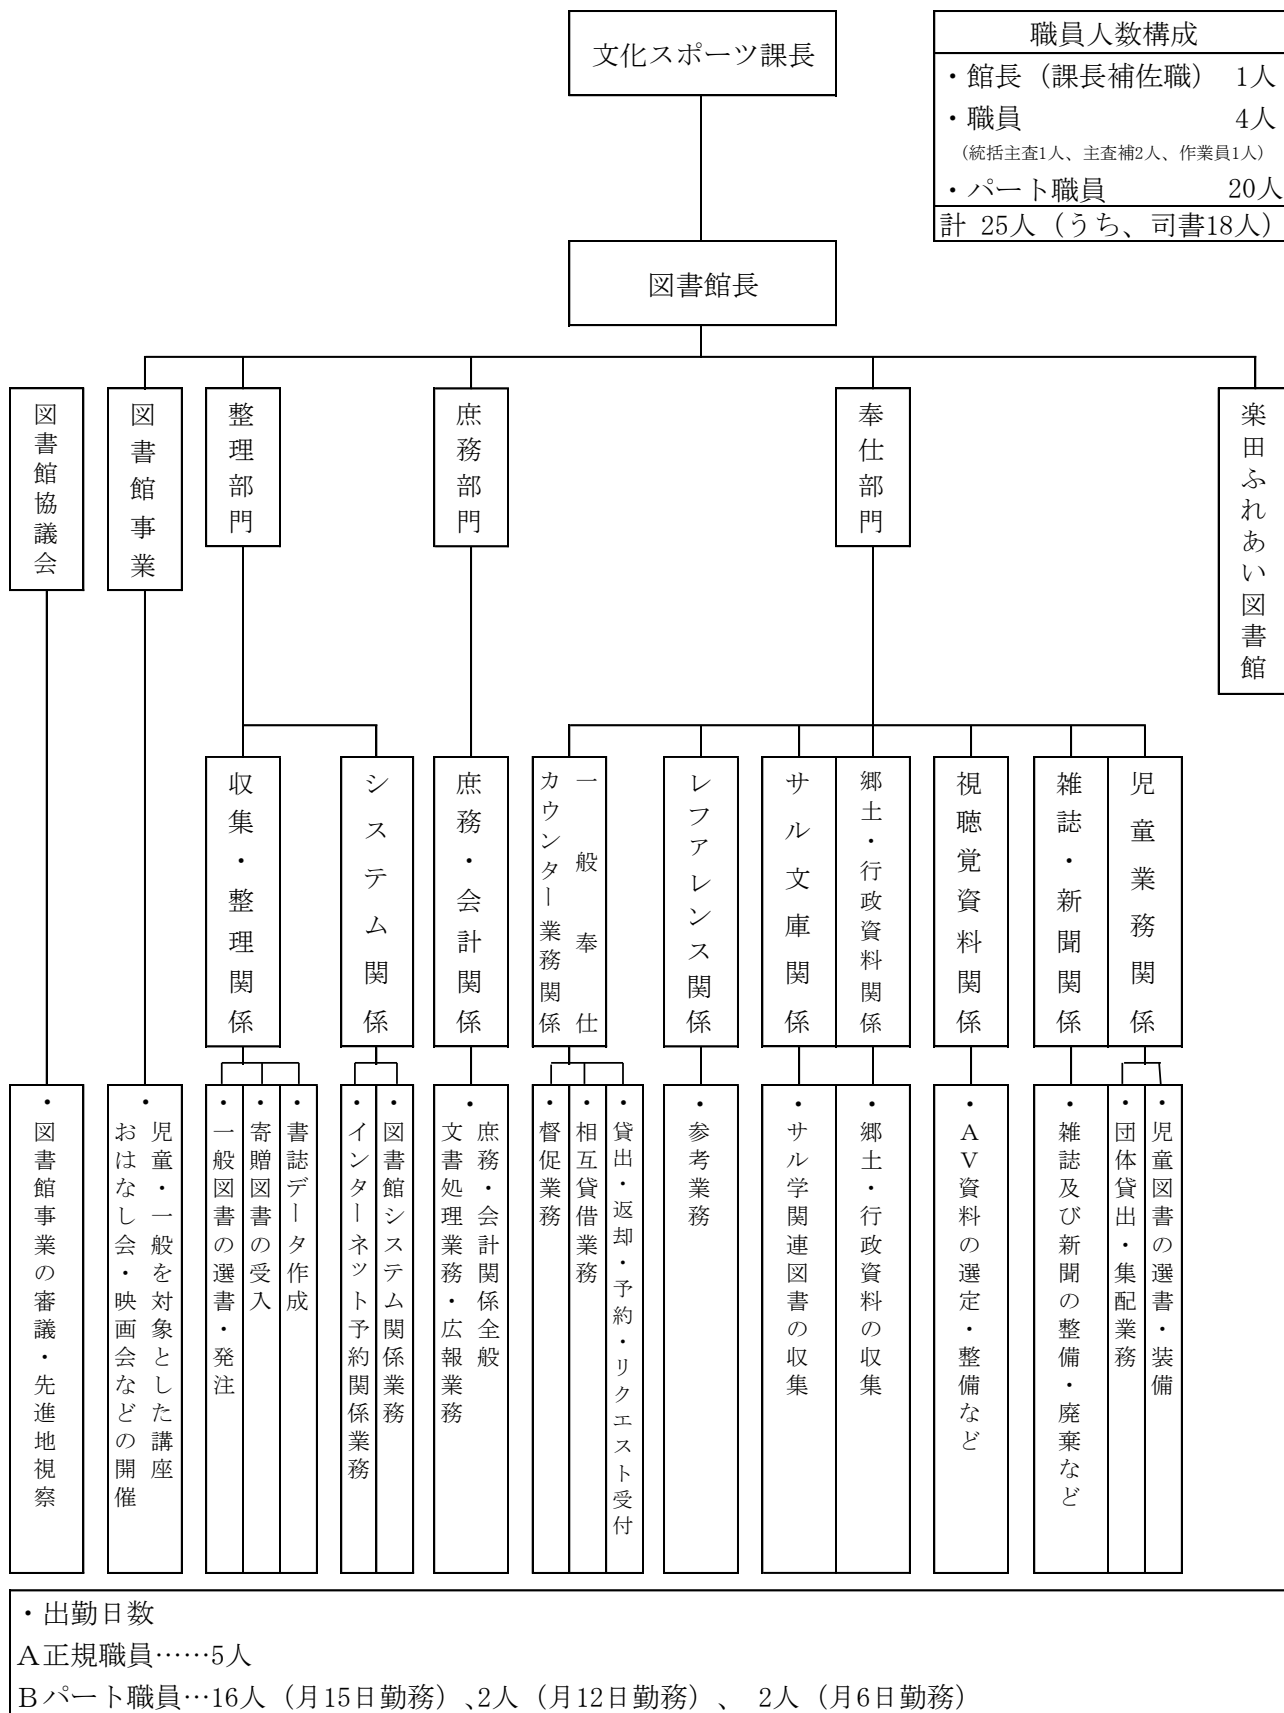 文化スポーツ課長
職員人数構成
・館長（課長補佐職） 1人
・職員 4人
（統括主査1人、主査補2人、作業員1人）
・パート職員 20人
計 25人（うち、司書18人）
図書館長
図書館協議会
図書館事業
整理部門
庶務部門
奉仕部門
楽田ふれあい図書館
収集・整理関係
システム関係
庶務・会計関係
一般奉仕
カウンター業務関係
レファレンス関係
サル文庫関係
郷土・行政資料関係
視聴覚資料関係
雑誌・新聞関係
児童業務関係
・図書館事業の審議・先進地視察
・児童・一般を対象とした講座
おはなし会・映画会などの開催
・一般図書の選書・発注
・寄贈図書の受入
・書誌データ作成
・インターネット予約関係業務
・図書館システム関係業務
・庶務・会計関係全般
文書処理業務・広報業務
・督促業務
・相互貸借業務
・貸出・返却・予約・リクエスト受付
・参考業務
・サル学関連図書の収集
・郷土・行政資料の収集
・AV資料の選定・整備など
・雑誌及び新聞の整備・廃棄など
・団体貸出・集配業務
・児童図書の選書・装備
・出勤日数
A正規職員……5人
Bパート職員…16人（月15日勤務）、2人（月12日勤務）、 2人（月6日勤務）